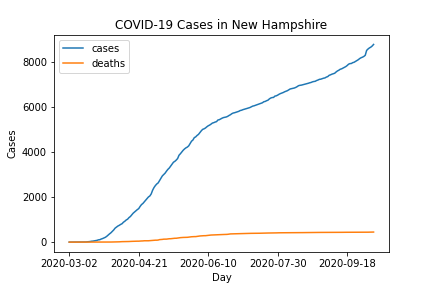 COVID-19 Cases in New Hampshire
cases
deaths
8000
6000
4000
2000
0
Cases
2020-03-02 2020-04-21 2020-06-10 2020-07-30 2020-09-18
Day